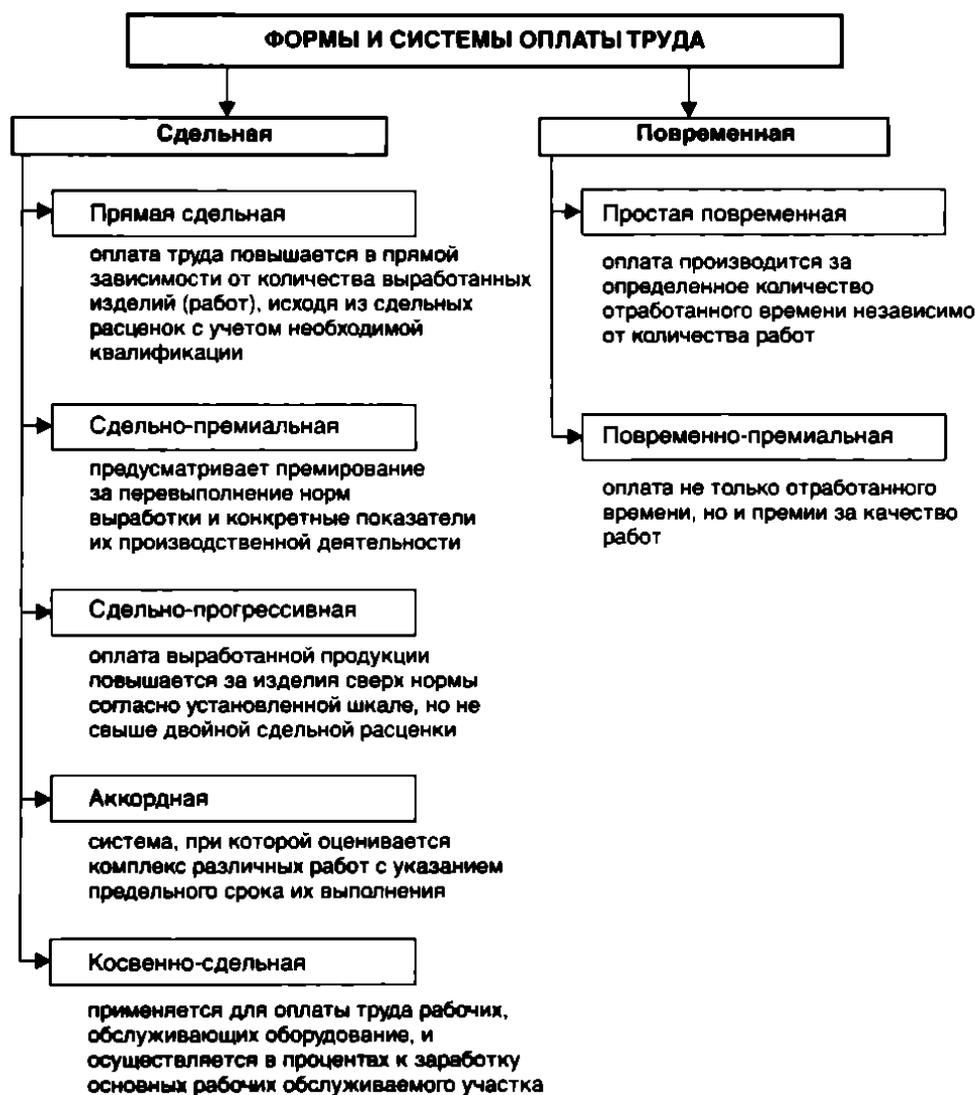 ФОРМЫ И СИСТЕМЫ ОПЛАТЫ ТРУДА
Сдельная
Прямая сдельная
оплата труда повышается в прямой
зависимости от количества выработанных
изделий (работ), исходя из сдельных
расценок с учетом необходимой
квалификации
Сдельно-премиальная
предусматривает премирование
за перевыполнение норм
выработки и конкретные показатели
их производственной деятельности
Сдельно-прогрессивная
оплата выработанной продукции
повышается за изделия сверх нормы
согласно установленной шкале, но не
свыше двойной сдельной расценки
Аккордная
система, при которой оценивается
комплекс различных работ с указанием
предельного срока их выполнения
Косвенно-сдельная
применяется для оплаты труда рабочих,
обслуживающих оборудование, и
осуществляется в процентах к заработку
основных рабочих обслуживаемого участка
Повременная
Простая повременная
оплата производится за
определенное количество
отработанного времени независимо
от количества работ
Повременно-премиальная
оплата не только отработанного
времени, но и премии за качество
работ